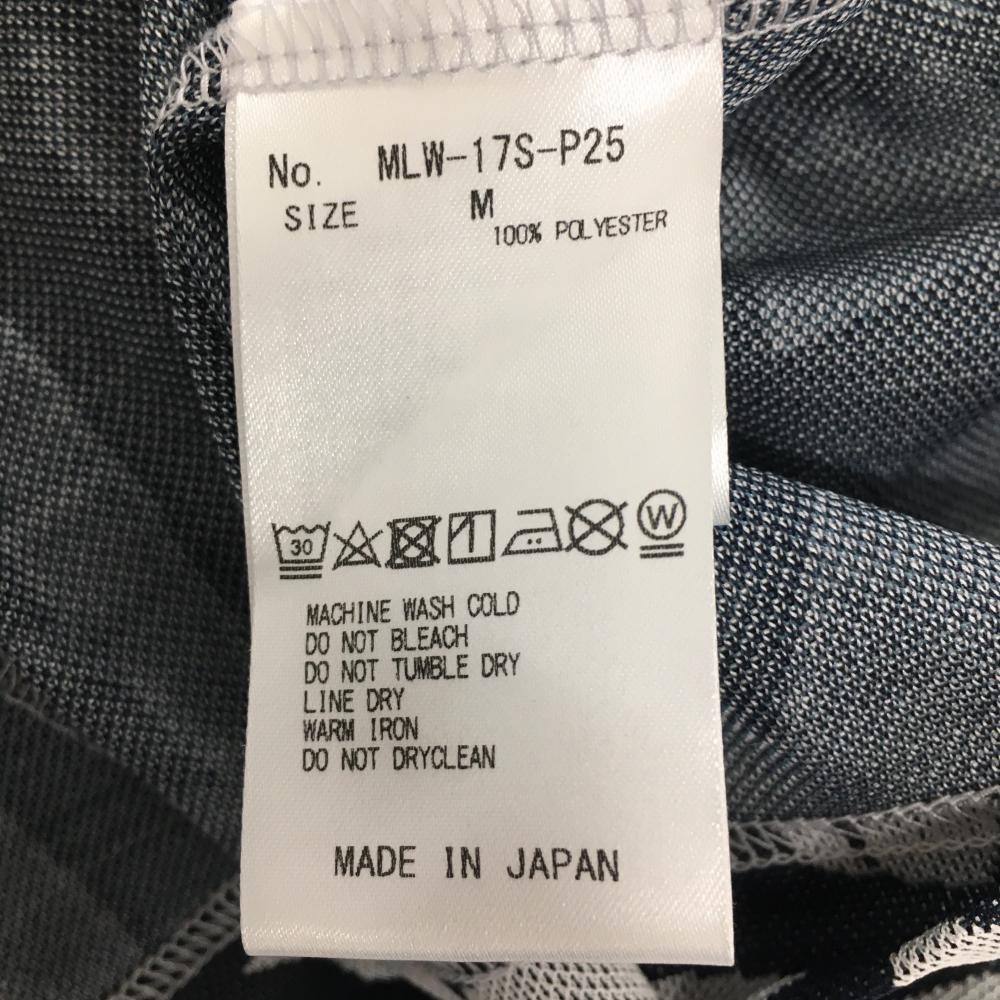 No. MLW-17S-P25
SIZE M
100% POLYESTER
30 W
MACHINE WASH COLD
DO NOT BLEACH
DO NOT TUMBLE DRY
LINE DRY
WARM IRON
DO NOT DRYCLEAN
MADE IN JAPAN